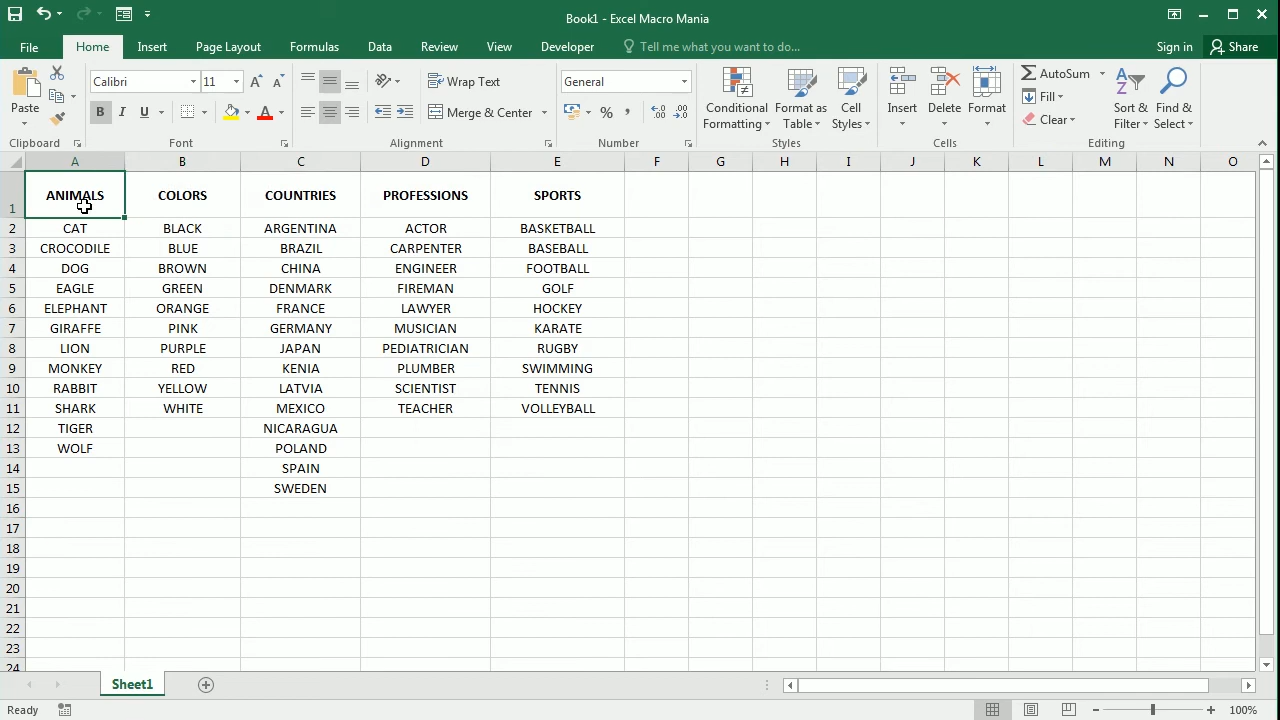 Book1 - Excel Macro Mania
File Home Insert Page Layout Formulas Data Review View Developer Tell me what you want to do... Sign in Share
Calibri 11 Wrap Text General AutoSum
Paste Conditional Formatting Format as Table Cell Styles Insert Delete Format Fill Sort & Filter Find & Select
B I U A Merge & Center % , Clear
Clipboard Font Alignment Number Styles Cells Editing
A B C D E F G H I J K L M N O
1 ANIMALS COLORS COUNTRIES PROFESSIONS SPORTS
2 CAT BLACK ARGENTINA ACTOR BASKETBALL
3 CROCODILE BLUE BRAZIL CARPENTER BASEBALL
4 DOG BROWN CHINA ENGINEER FOOTBALL
5 EAGLE GREEN DENMARK FIREMAN GOLF
6 ELEPHANT ORANGE FRANCE LAWYER HOCKEY
7 GIRAFFE PINK GERMANY MUSICIAN KARATE
8 LION PURPLE JAPAN PEDIATRICIAN RUGBY
9 MONKEY RED KENIA PLUMBER SWIMMING
10 RABBIT YELLOW LATVIA SCIENTIST TENNIS
11 SHARK WHITE MEXICO TEACHER VOLLEYBALL
12 TIGER NICARAGUA
13 WOLF POLAND
14 SPAIN
15 SWEDEN
16
17
18
19
20
21
22
23
24
Sheet1
Ready 100%